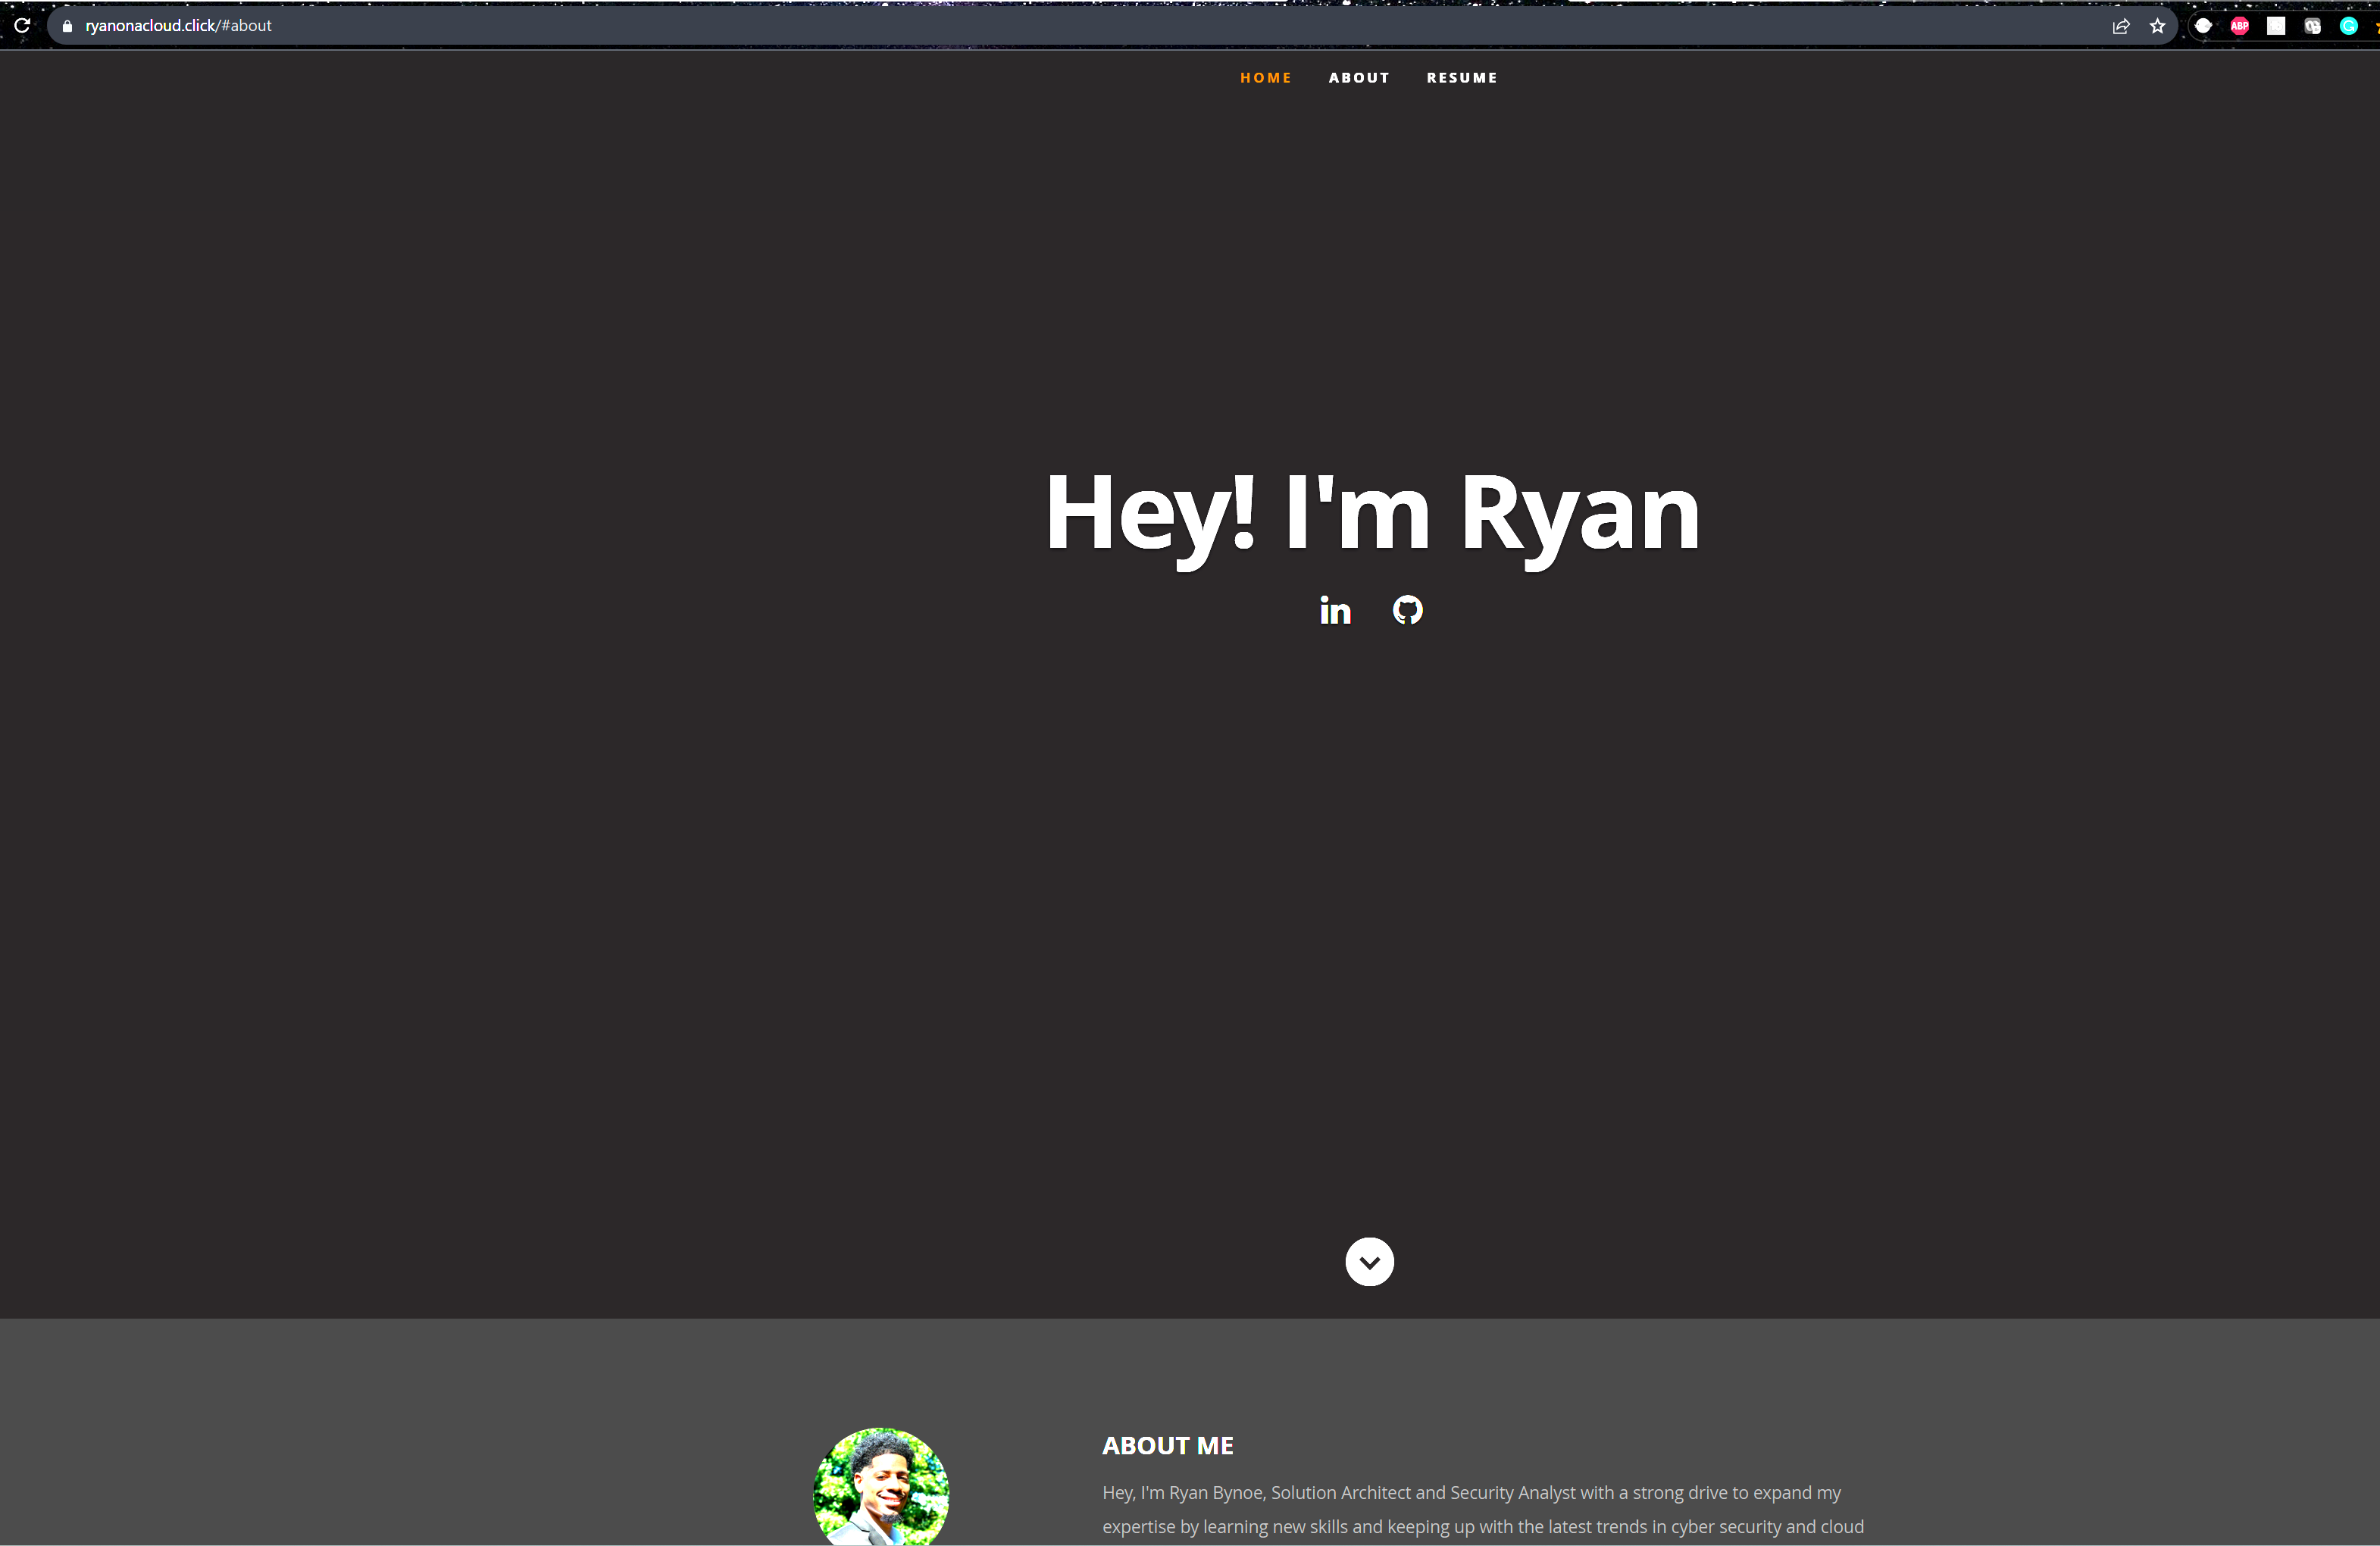 ryanonacloud.click/#about
ABP
HOME ABOUT RESUME
Hey! I'm Ryan
in
ABOUT ME
Hey, I'm Ryan Bynoe, Solution Architect and Security Analyst with a strong drive to expand my
expertise by learning new skills and keeping up with the latest trends in cyber security and cloud